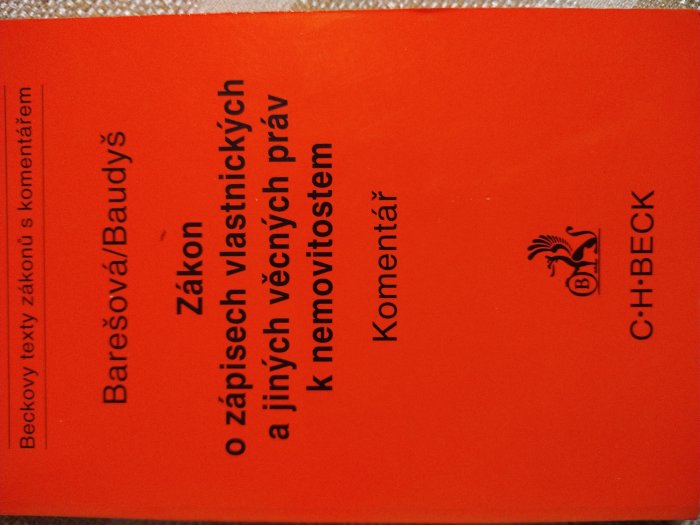 Beckovy texty zákonů s komentářem
Barešová/Baudyš
Zákon
o zápisech vlastnických
a jiných věcných práv
k nemovitostem
Komentář
B
C·H·BECK